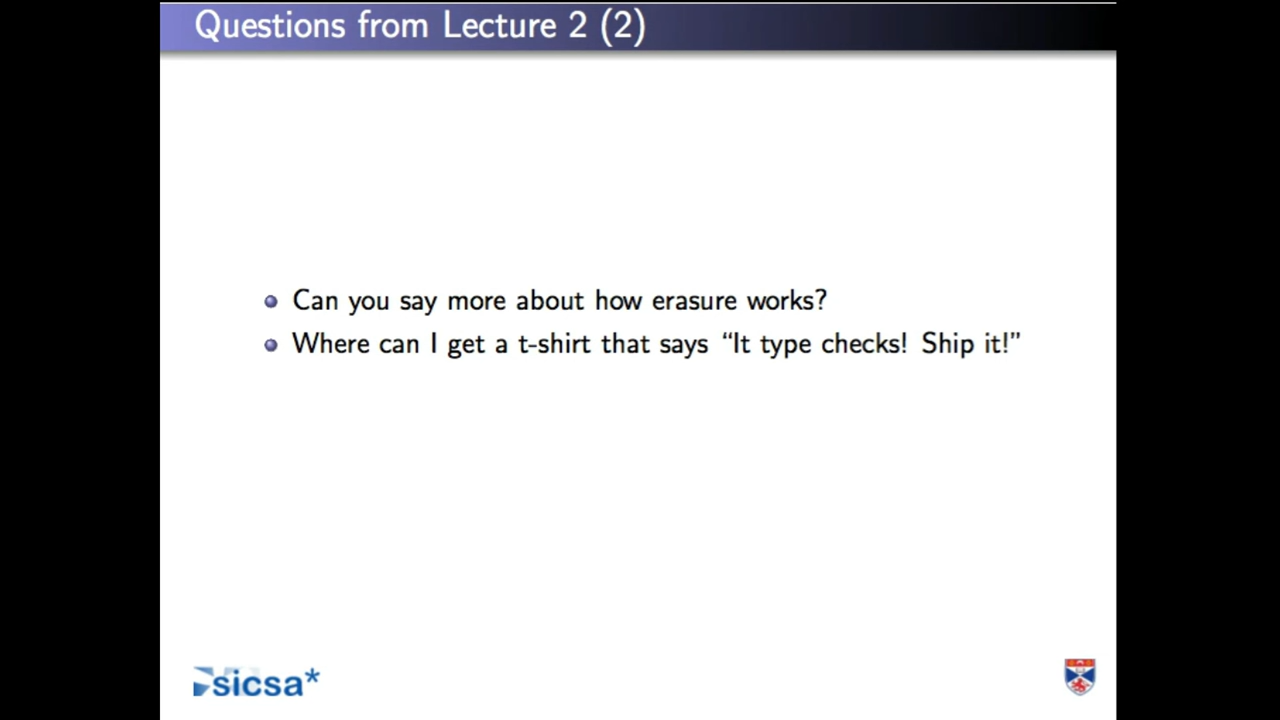 Questions from Lecture 2 (2)
Can you say more about how erasure works?
Where can I get a t-shirt that says “It type checks! Ship it!”
sicsa*